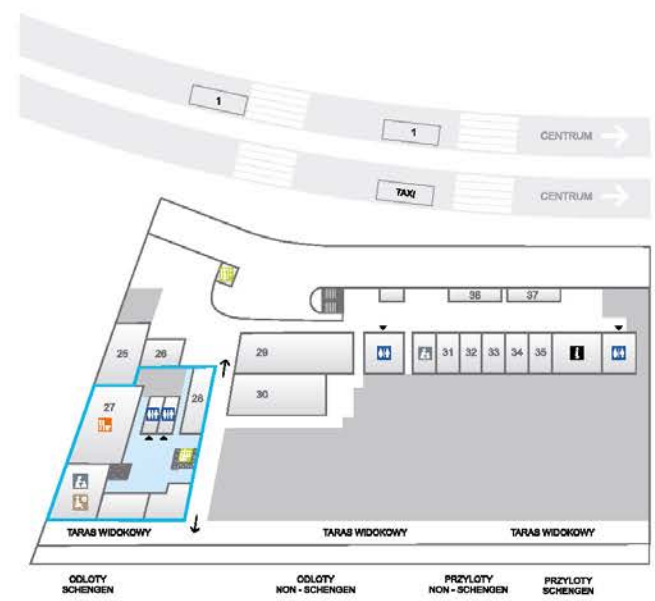 1
1
CENTRUM
TAXI
CENTRUM
36
37
25
26
29
31
32
33
34
35
27
28
30
TARAS WIDOKOWY
TARAS WIDOKOWY
TARAS WIDOKOWY
ODLOTY
SCHENGEN
ODLOTY
NON - SCHENGEN
PRZYLOTY
NON - SCHENGEN
PRZYLOTY
SCHENGEN